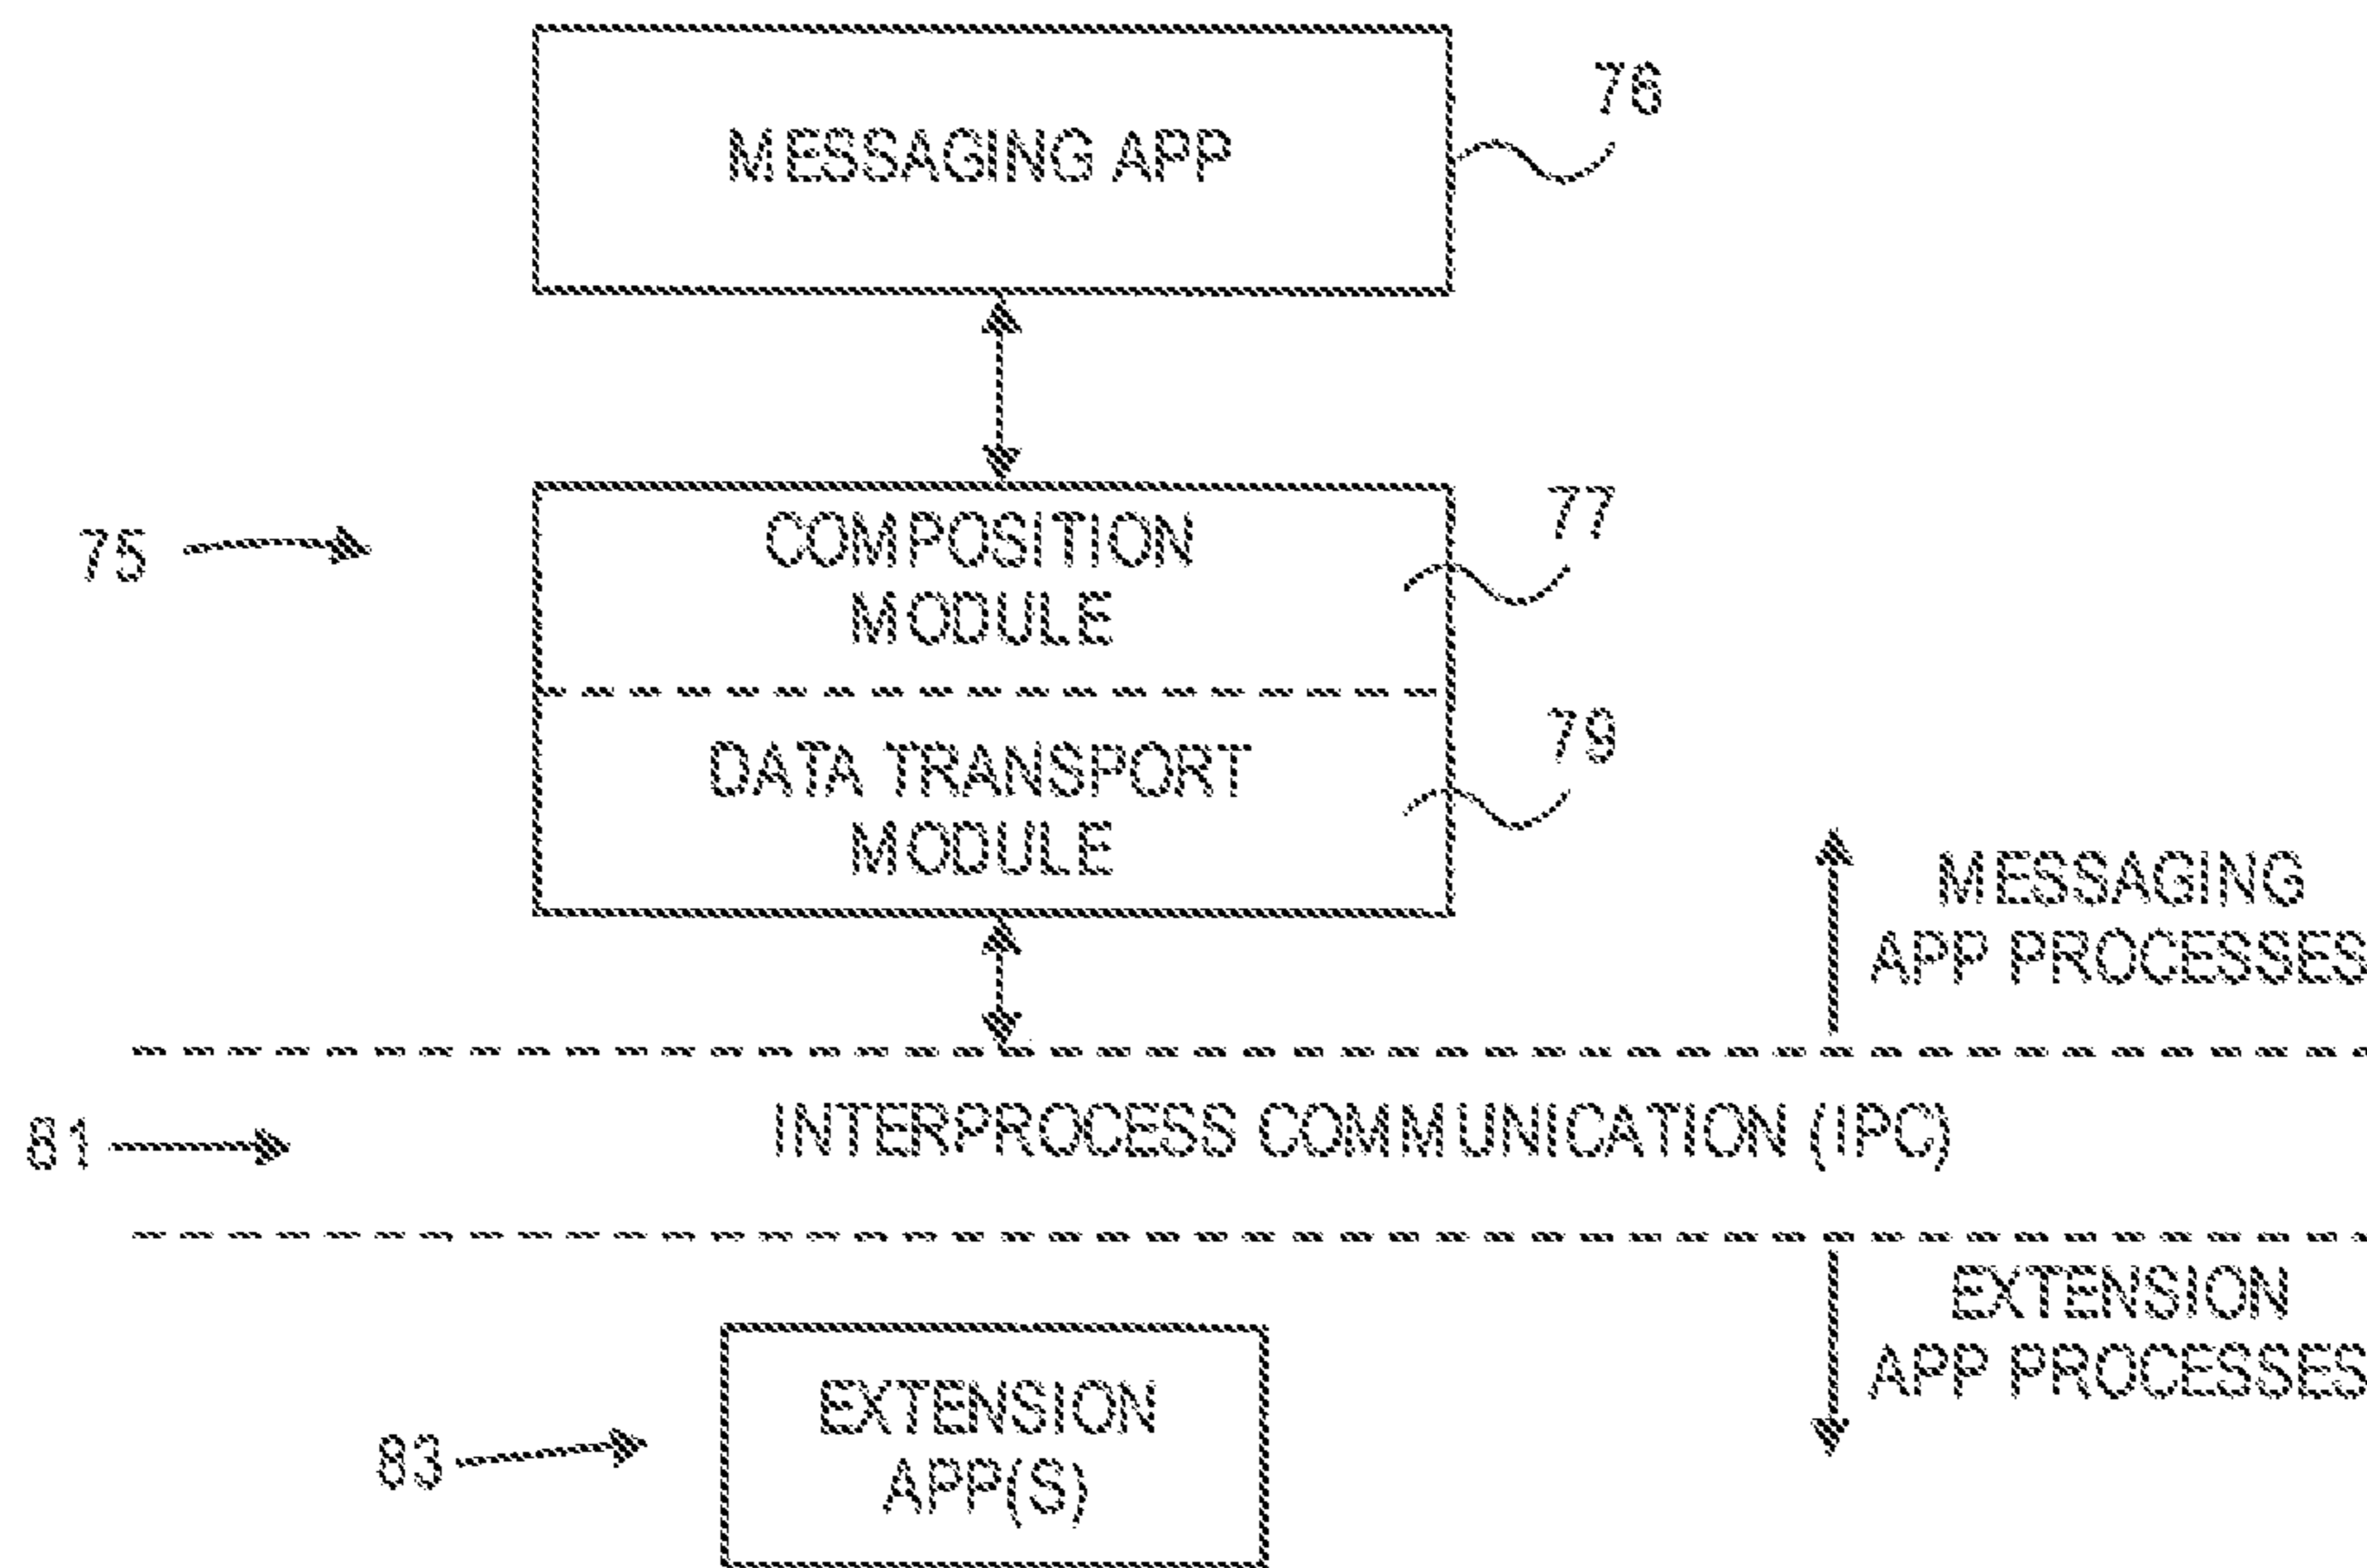 76
MESSAGING APP
75
COMPOSITION
MODULE
77
DATA TRANSPORT
MODULE
79
MESSAGING
APP PROCESSES
81
INTERPROCESS COMMUNICATION (IPC)
EXTENSION
APP PROCESSES
83
EXTENSION
APP(S)